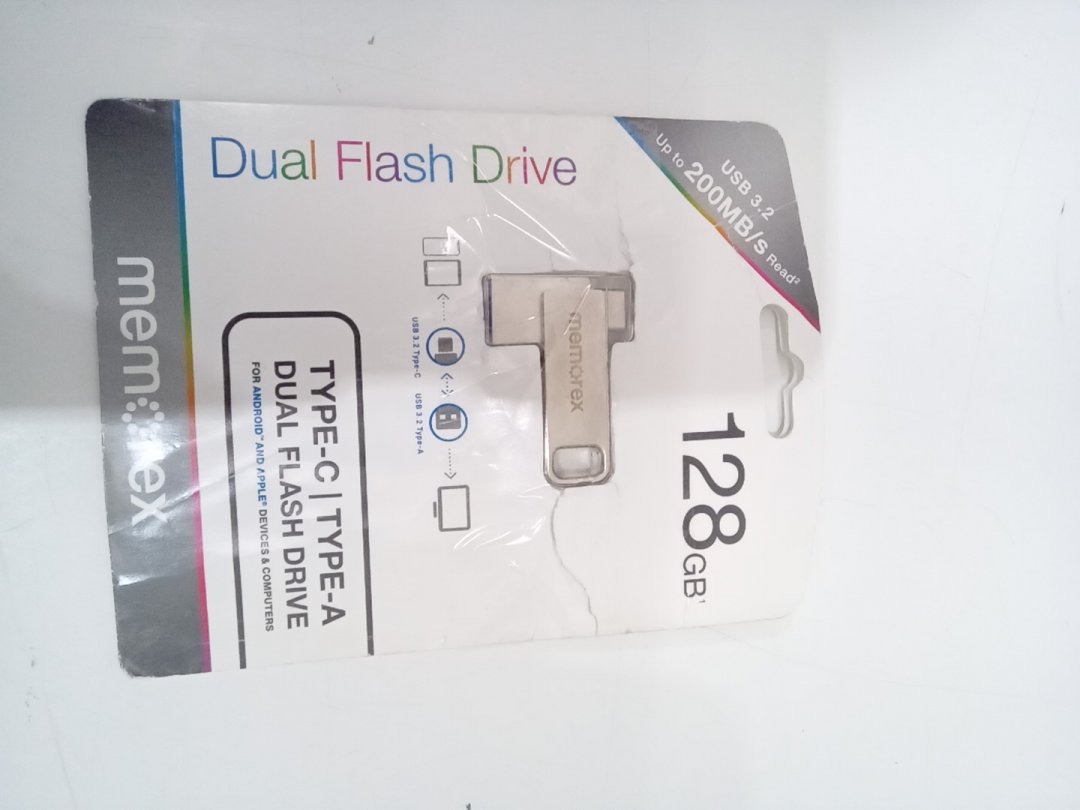 USB 3.2
Up to 200MB/s Read²
128GB¹
memorex
USB 3.2 Type-C
USB 3.2 Type-A
Dual Flash Drive
TYPE-C | TYPE-A
DUAL FLASH DRIVE
FOR ANDROID™ AND APPLE® DEVICES & COMPUTERS
memorex